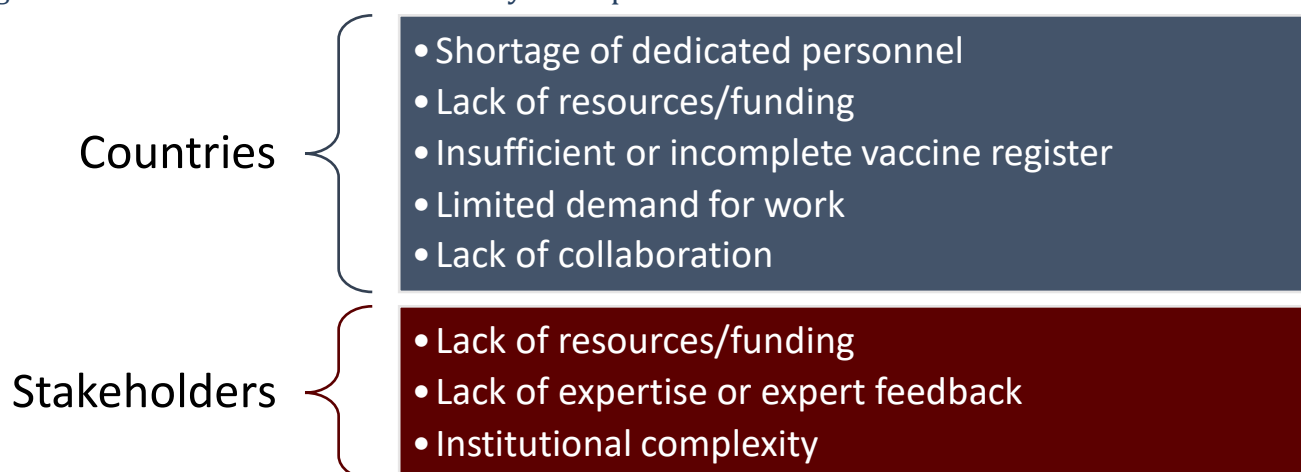 Countries
• Shortage of dedicated personnel
• Lack of resources/funding
• Insufficient or incomplete vaccine register
• Limited demand for work
• Lack of collaboration
Stakeholders
• Lack of resources/funding
• Lack of expertise or expert feedback
• Institutional complexity